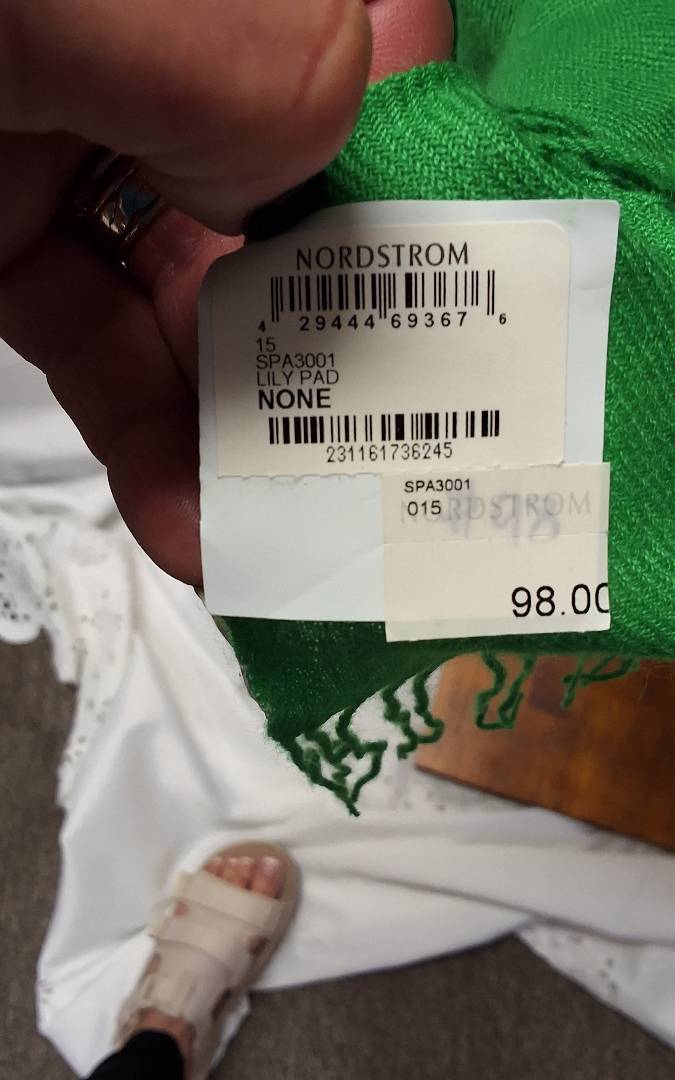 NORDSTROM
4 29444 69367 6
15
SPA3001
LILY PAD
NONE
231161736245
SPA3001
015
NORDSTROM
98.00